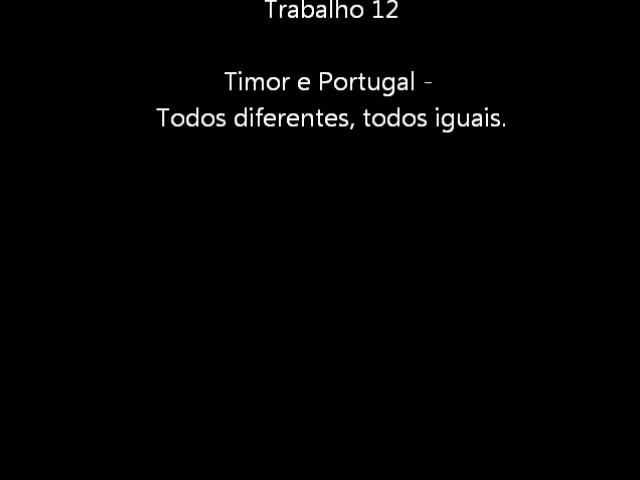 Trabalho 12
Timor e Portugal -
Todos diferentes, todos iguais.